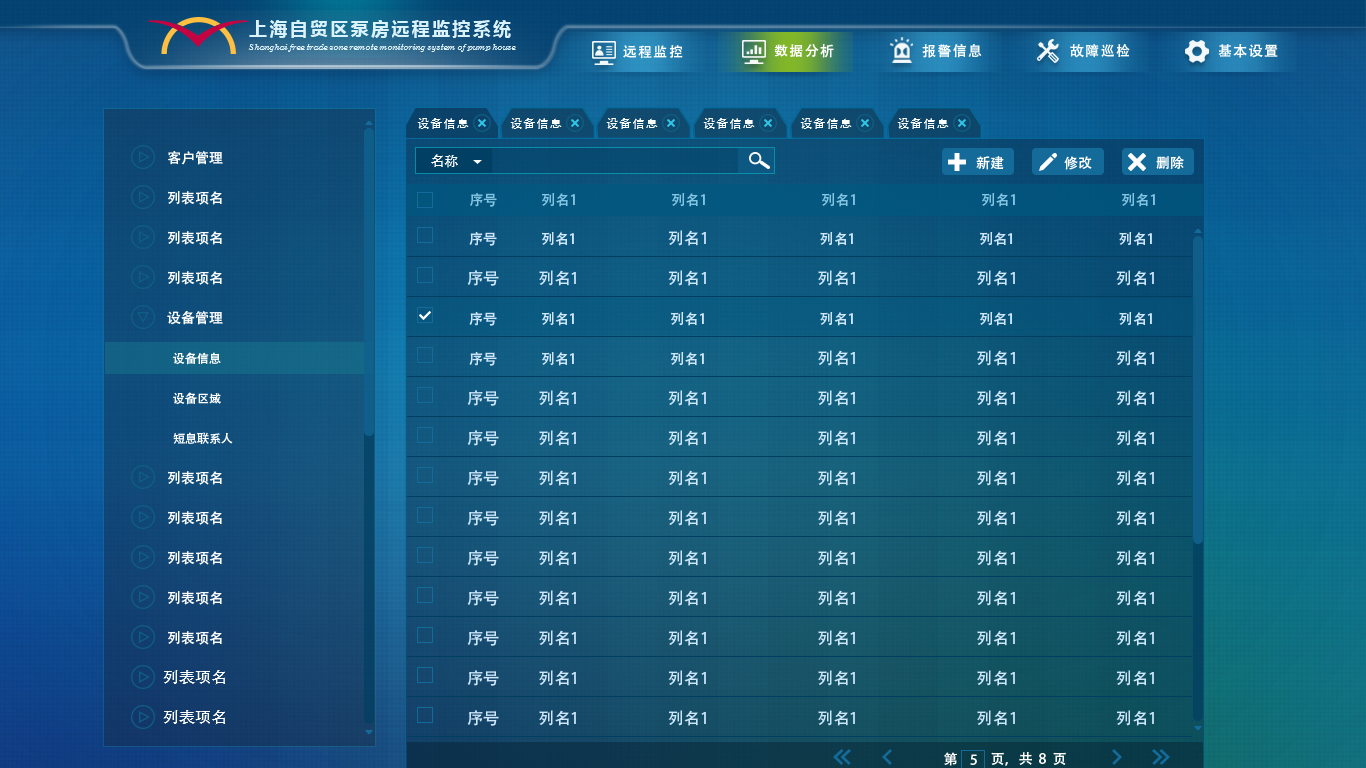 上海自贸区泵房远程监控系统
Shanghai free trade zone remote monitoring system of pump house
远程监控 数据分析 报警信息 故障巡检 基本设置
客户管理
列表项名
列表项名
列表项名
设备管理
设备信息
设备区域
短息联系人
列表项名
列表项名
列表项名
列表项名
列表项名
列表项名
列表项名
设备信息 设备信息 设备信息 设备信息 设备信息 设备信息
名称 新建 修改 删除
序号 列名1 列名1 列名1 列名1 列名1
序号 列名1 列名1 列名1 列名1 列名1
序号 列名1 列名1 列名1 列名1 列名1
序号 列名1 列名1 列名1 列名1 列名1
序号 列名1 列名1 列名1 列名1 列名1
序号 列名1 列名1 列名1 列名1 列名1
序号 列名1 列名1 列名1 列名1 列名1
序号 列名1 列名1 列名1 列名1 列名1
序号 列名1 列名1 列名1 列名1 列名1
序号 列名1 列名1 列名1 列名1 列名1
序号 列名1 列名1 列名1 列名1 列名1
序号 列名1 列名1 列名1 列名1 列名1
序号 列名1 列名1 列名1 列名1 列名1
序号 列名1 列名1 列名1 列名1 列名1
第 5 页，共 8 页